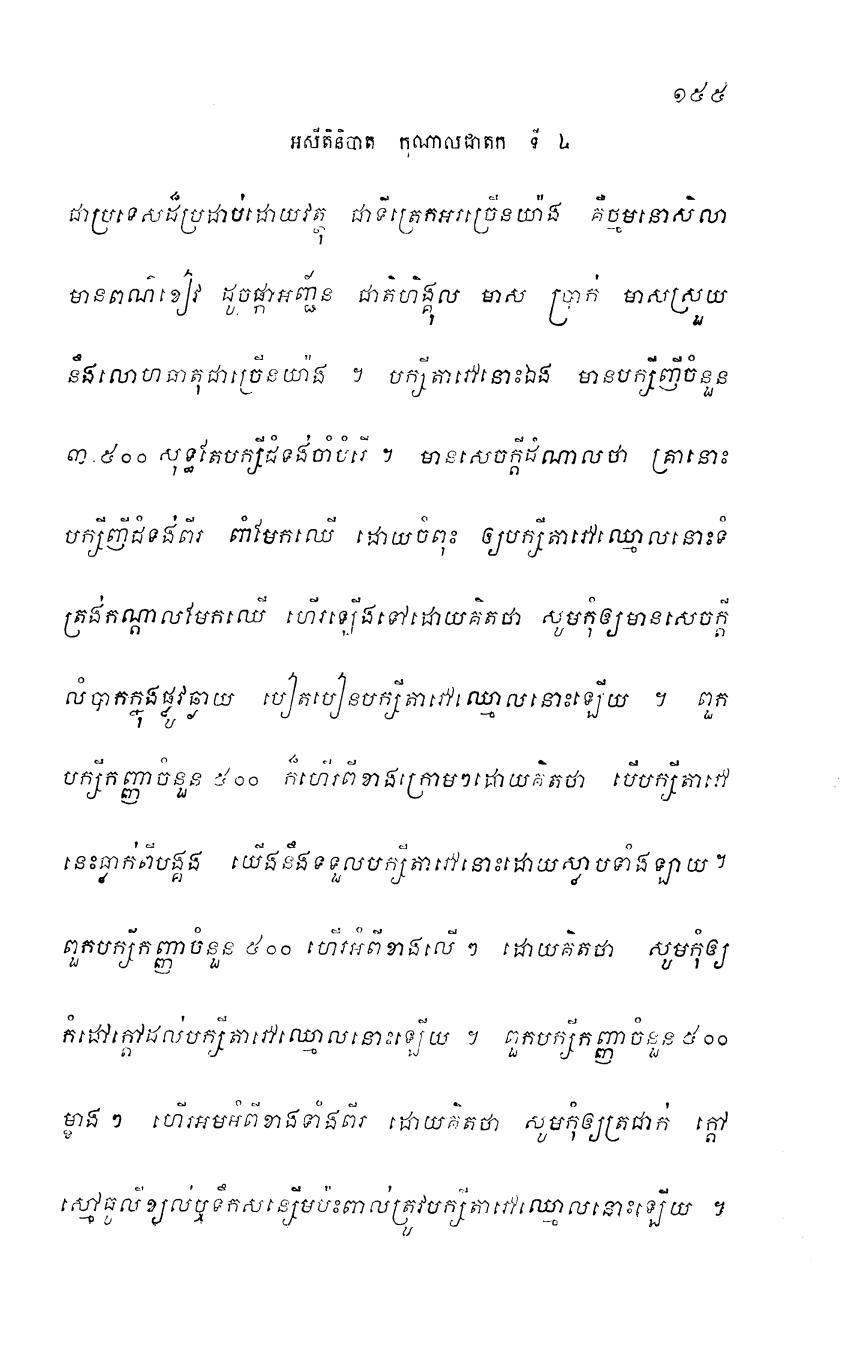 ១៥៥
អសីតិនិបាត កុណាលជាតក ទី ៤
ជាប្រទេសដ៏ប្រដាប់ដោយវត្ថុ ជាទីត្រេកអរច្រើនយ៉ាង គឺថ្មមនោសិលា
មានពណ៌ខៀវ ដូចផ្កាអញ្ជ័ន ជាតិហិង្គុល មាស ប្រាក់ មាសស្រួយ
នឹងលោហធាតុជាច្រើនយ៉ាង ។ បក្សីតាវៅនោះឯង មានបក្សីញីចំនួន
៣.៥០០ សុទ្ធតែបក្សីជំទង់ចាំបំរើ ។ មានសេចក្តីដំណាលថា គ្រានោះ
បក្សីញីជំទង់ពីរ ពាំមែកឈើ ដោយចំពុះ ឲ្យបក្សីតាវៅឈ្មោលនោះទំ
ត្រង់កណ្តាលមែកឈើ ហើរឡើងទៅដោយគិតថា សូមកុំឲ្យមានសេចក្តី
លំបាកក្នុងផ្លូវឆ្ងាយ បៀតបៀនបក្សីតាវៅឈ្មោលនោះឡើយ ។ ពួក
បក្សីកញ្ញាចំនួន ៥០០ ក៏ហើរពីខាងក្រោមៗដោយគិតថា បើបក្សីតាវៅ
នេះធ្លាក់ពីបង្គង យើងនឹងទទួលបក្សីតាវៅនោះដោយស្លាបទាំងឡាយ ។
ពួកបក្សីកញ្ញាចំនួន ៥០០ ហើរអំពីខាងលើ ៗ ដោយគិតថា សូមកុំឲ្យ
កំដៅក្តៅដល់បក្សីតាវៅឈ្មោលនោះឡើយ ។ ពួកបក្សីកញ្ញាចំនួន ៥០០
ម្ខាង ៗ ហើរអមអំពីខាងទាំងពីរ ដោយគិតថា សូមកុំឲ្យត្រជាក់ ក្តៅ
ស្មៅធូលីខ្យល់ឬទឹកសន្សើមប៉ះពាល់ត្រូវបក្សីតាវៅឈ្មោលនោះឡើយ ។